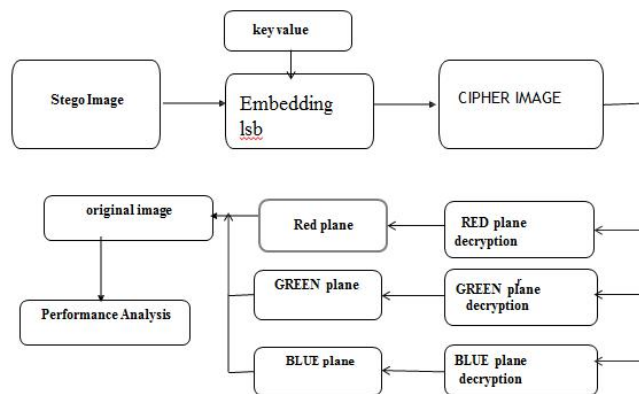 key value
Stego Image
Embedding
lsb
CIPHER IMAGE
original image
Red plane
RED plane
decryption
GREEN plane
GREEN plane
decryption
Performance Analysis
BLUE plane
BLUE plane
decryption